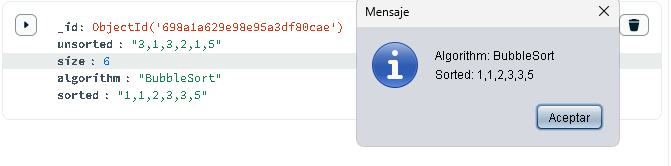 _id: ObjectId('698a1a629e98e95a3df80cae')
unsorted : "3,1,3,2,1,5"
size : 6
algorithm : "BubbleSort"
sorted : "1,1,2,3,3,5"
Mensaje
Algorithm: BubbleSort
Sorted: 1,1,2,3,3,5
Aceptar